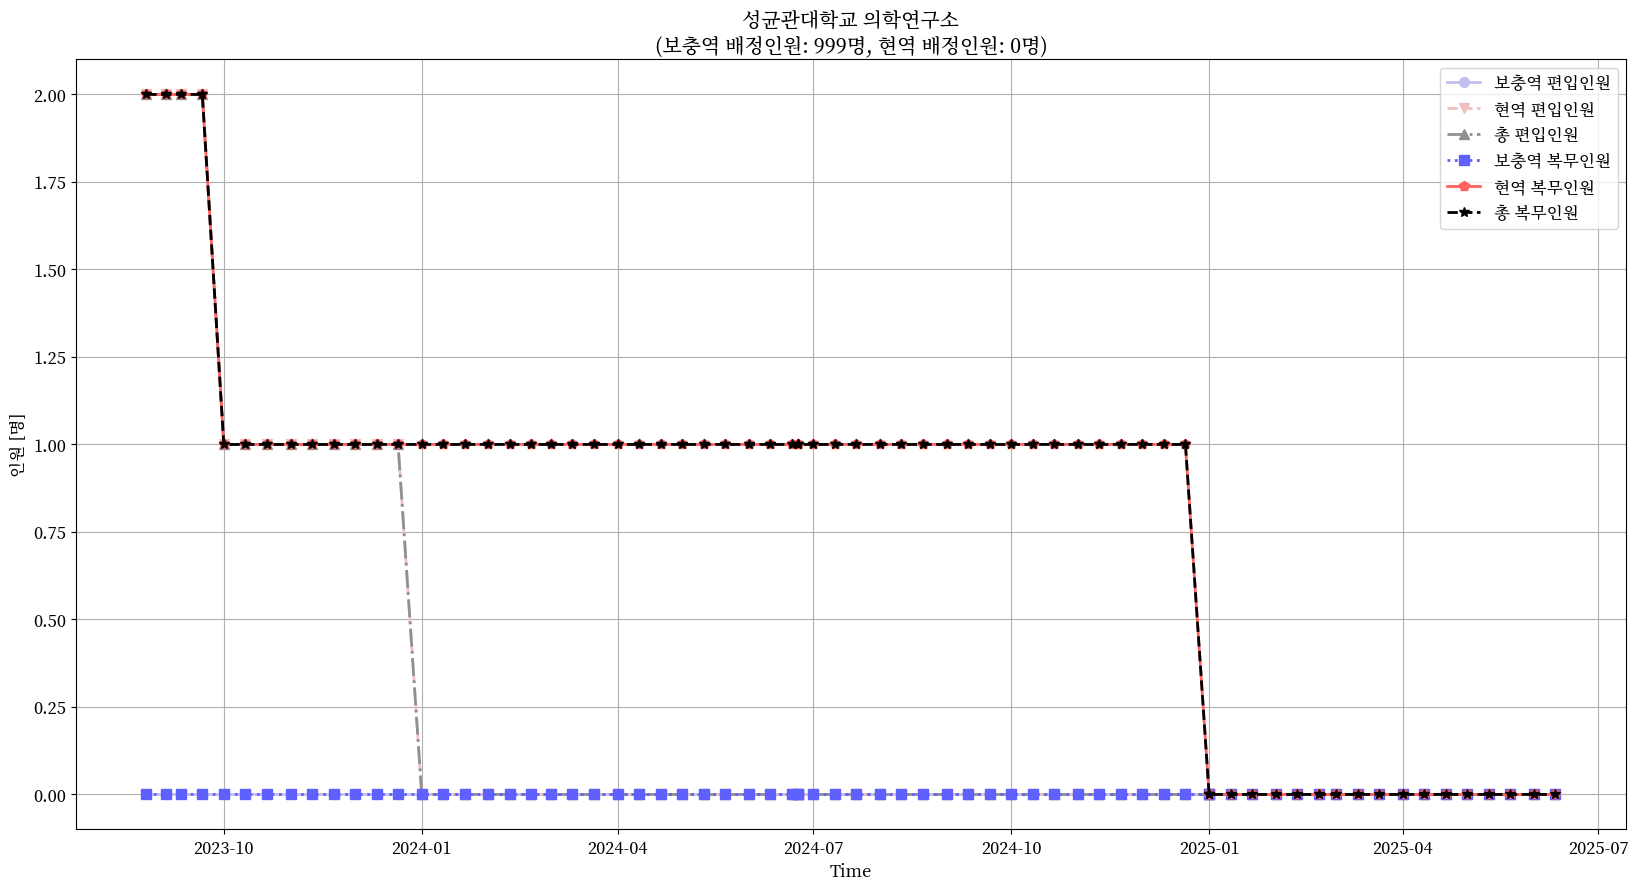 성균관대학교 의학연구소
(보충역 배정인원: 999명, 현역 배정인원: 0명)
보충역 편입인원
현역 편입인원
총 편입인원
보충역 복무인원
현역 복무인원
총 복무인원
2.00
1.75
1.50
1.25
1.00
0.75
0.50
0.25
0.00
인원 [명]
2023-10
2024-01
2024-04
2024-07
2024-10
2025-01
2025-04
2025-07
Time